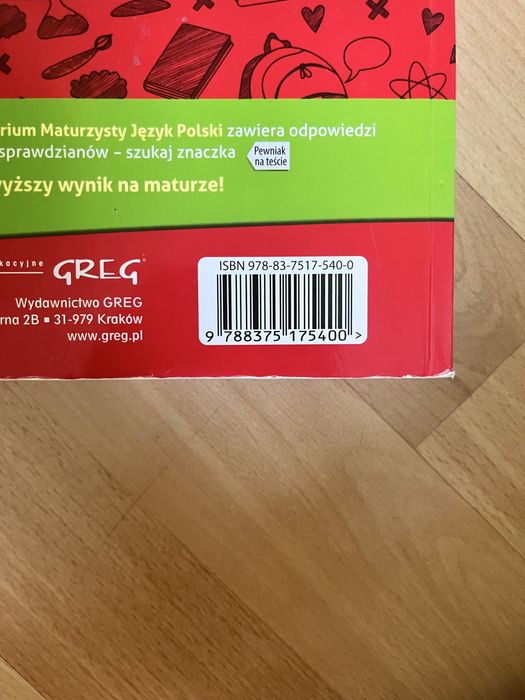 rium Maturzysty Język Polski zawiera odpowiedzi
sprawdzianów – szukaj znaczka Pewniak na teście
yższy wynik na maturze!
kacyjne GREG®
Wydawnictwo GREG
rna 2B ▪ 31-979 Kraków
www.greg.pl
ISBN 978-83-7517-540-0
9 788375 175400 >